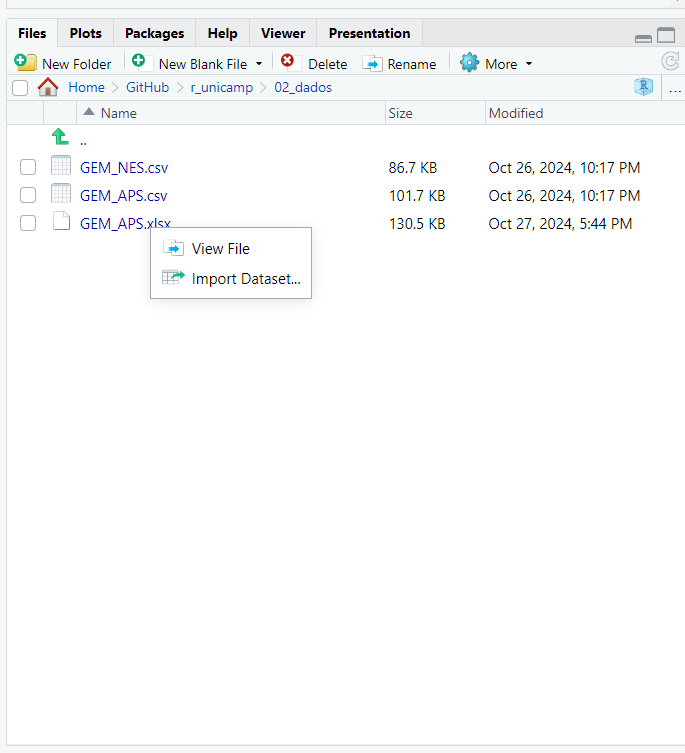 Files Plots Packages Help Viewer Presentation
New Folder New Blank File Delete Rename More
Home GitHub r_unicamp 02_dados R ...
Name Size Modified
..
GEM_NES.csv 86.7 KB Oct 26, 2024, 10:17 PM
GEM_APS.csv 101.7 KB Oct 26, 2024, 10:17 PM
GEM_APS.xlsx 130.5 KB Oct 27, 2024, 5:44 PM
View File
Import Dataset...